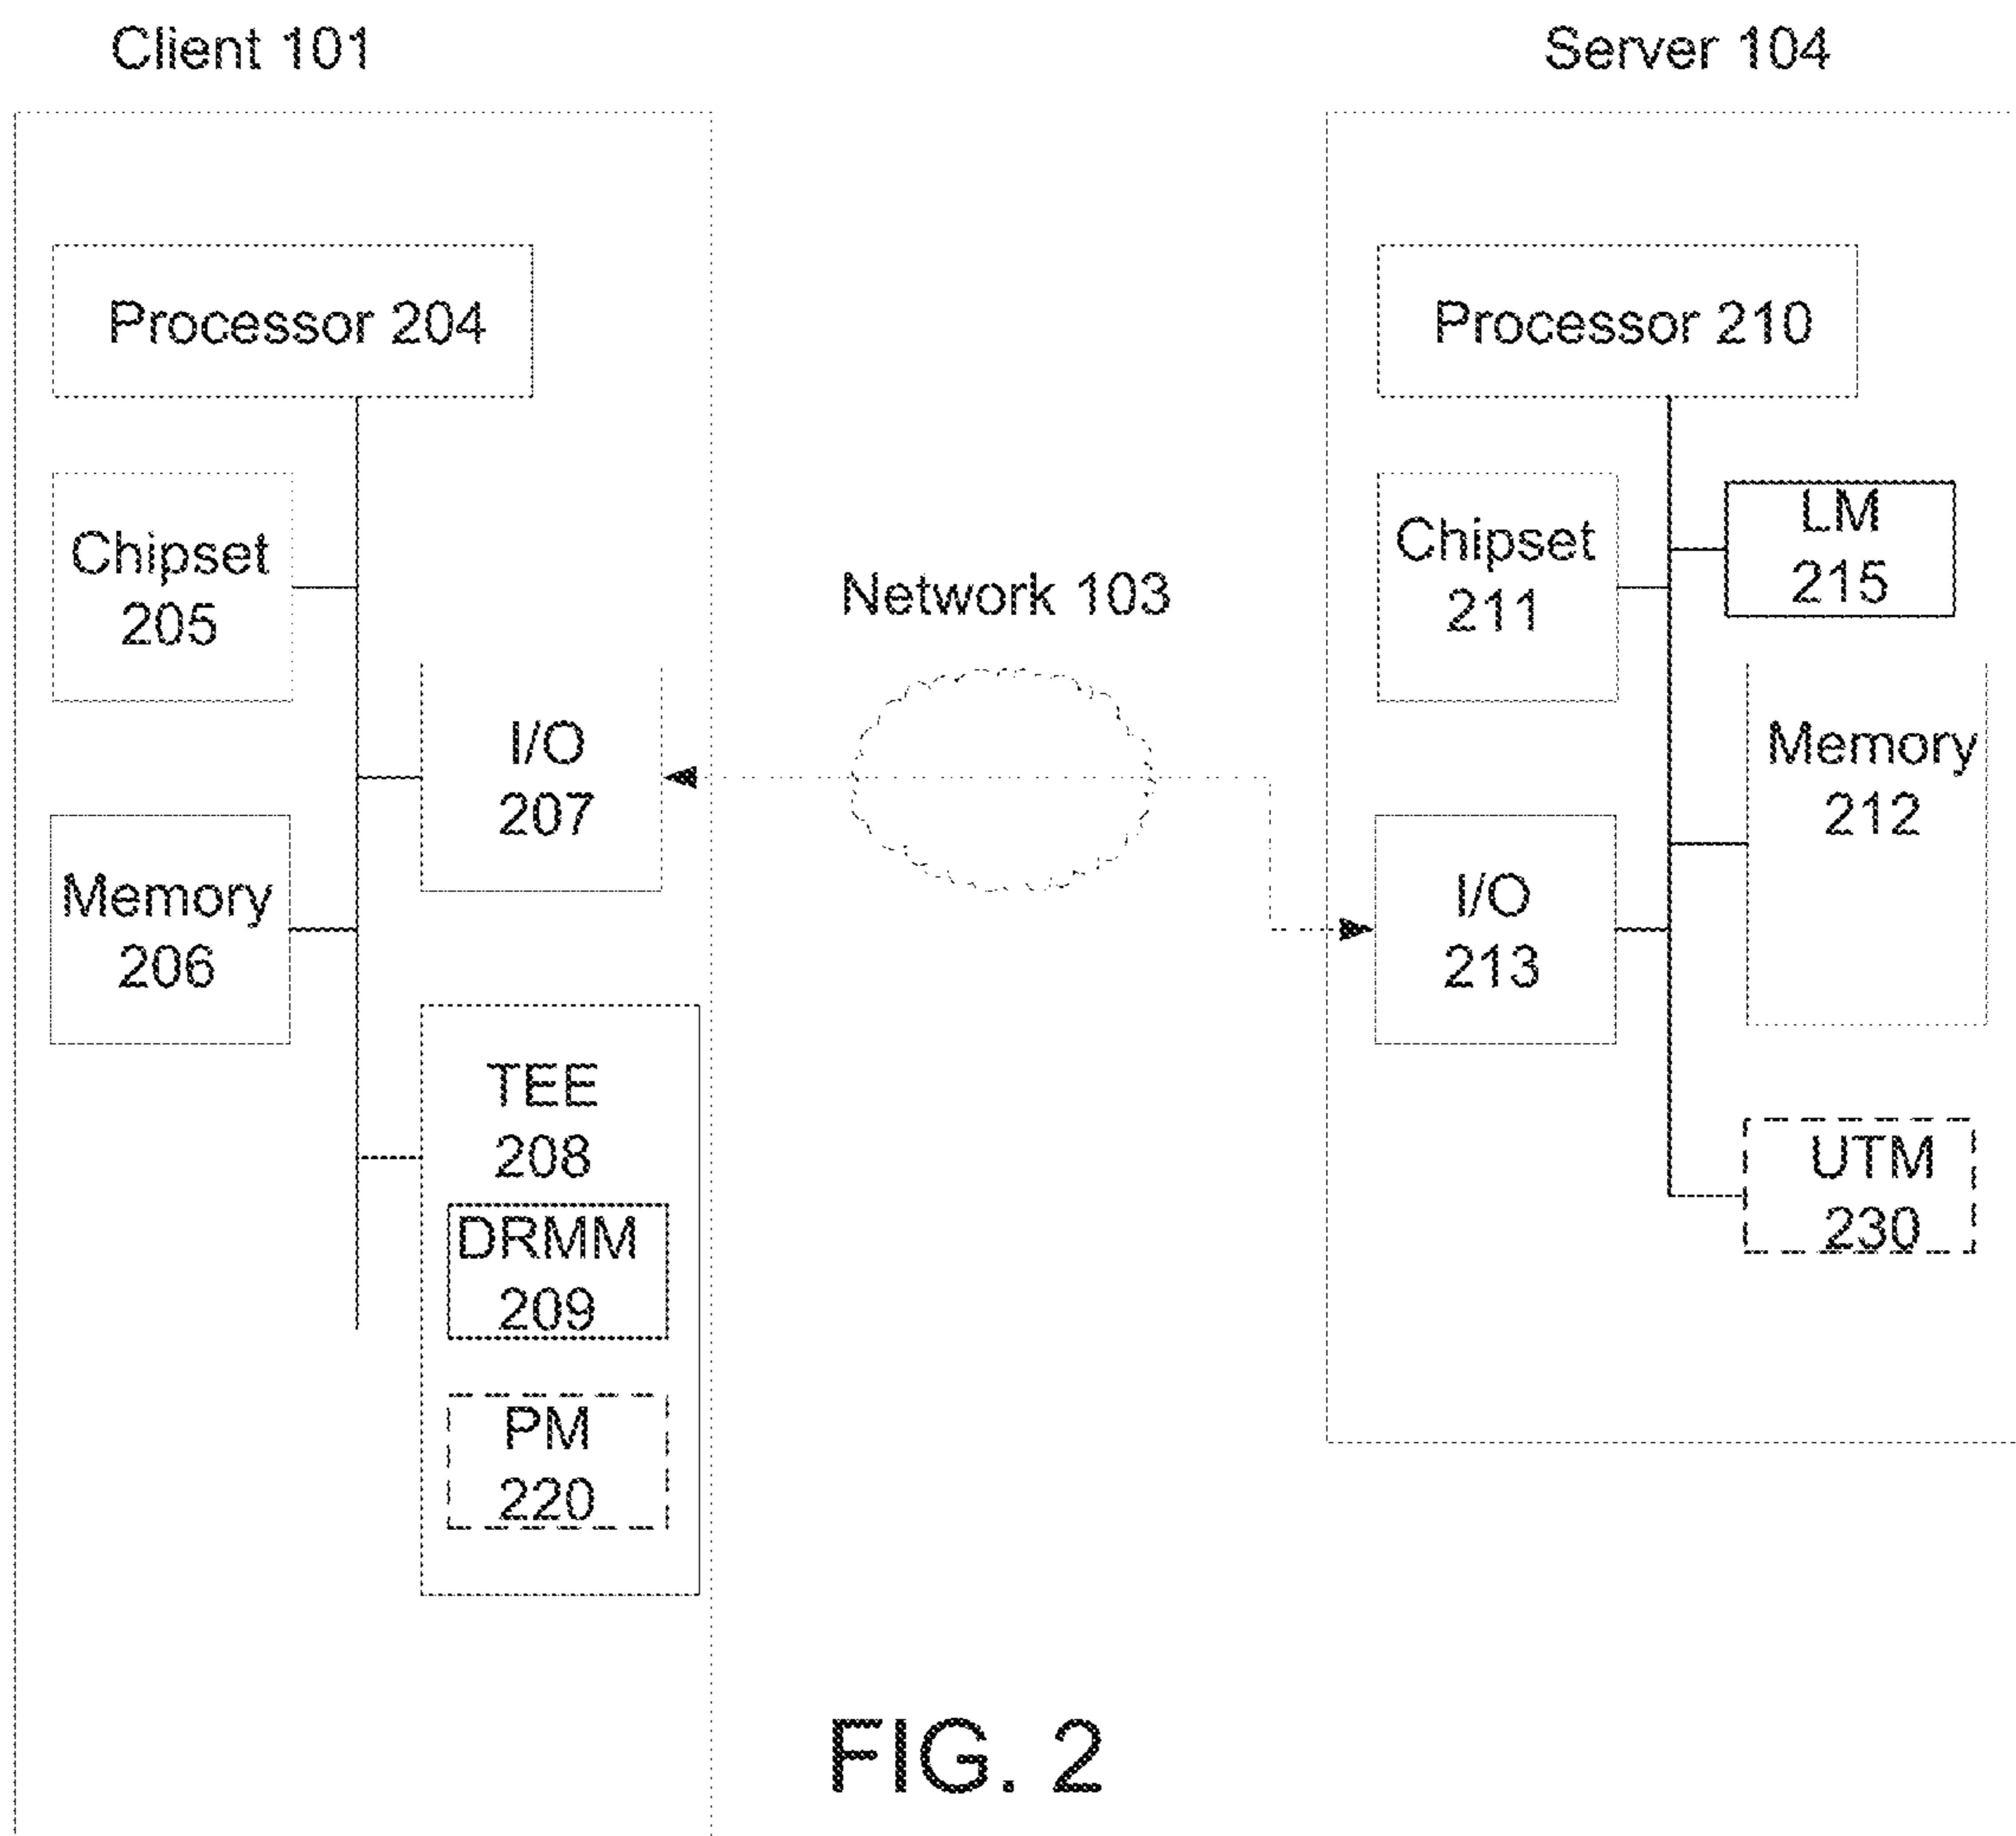 Client 101
Processor 204
Chipset
205
I/O
207
Memory
206
TEE
208
DRMM
209
PM
220
Network 103
Server 104
Processor 210
Chipset
211
LM
215
Memory
212
I/O
213
UTM
230
FIG. 2